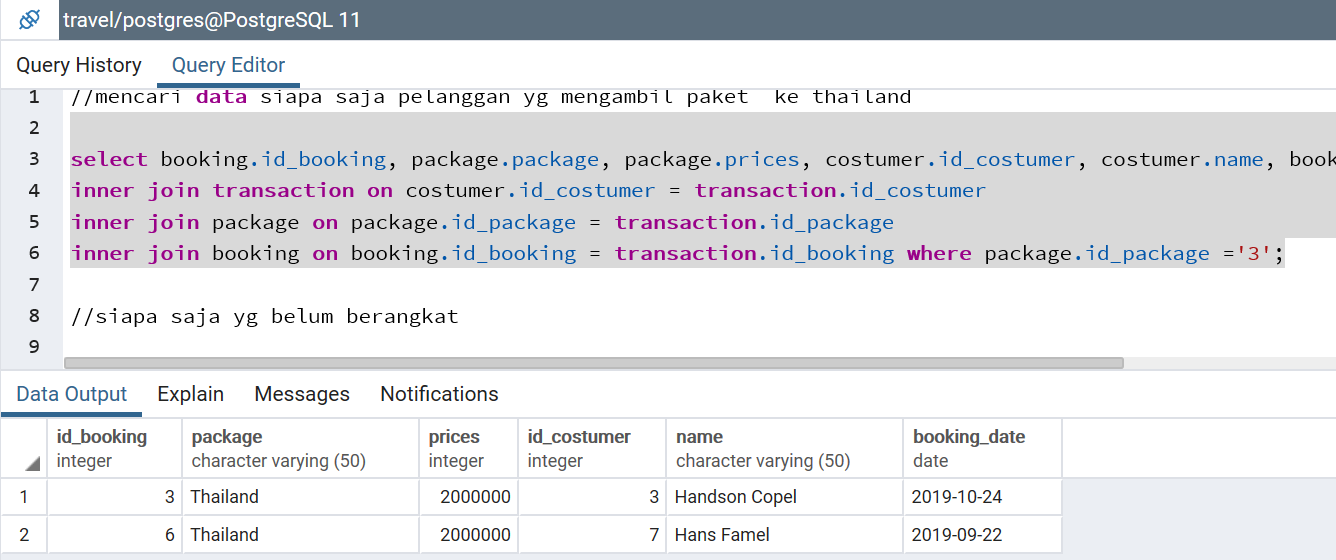 travel/postgres@PostgreSQL 11
Query History Query Editor
1 //mencari data siapa saja pelanggan yg mengambil paket  ke thailand
2
3 select booking.id_booking, package.package, package.prices, costumer.id_costumer, costumer.name, book
4 inner join transaction on costumer.id_costumer = transaction.id_costumer
5 inner join package on package.id_package = transaction.id_package
6 inner join booking on booking.id_booking = transaction.id_booking where package.id_package ='3';
7
8 //siapa saja yg belum berangkat
9
Data Output Explain Messages Notifications
id_booking package prices id_costumer name booking_date
integer character varying (50) integer integer character varying (50) date
1 3 Thailand 2000000 3 Handson Copel 2019-10-24
2 6 Thailand 2000000 7 Hans Famel 2019-09-22